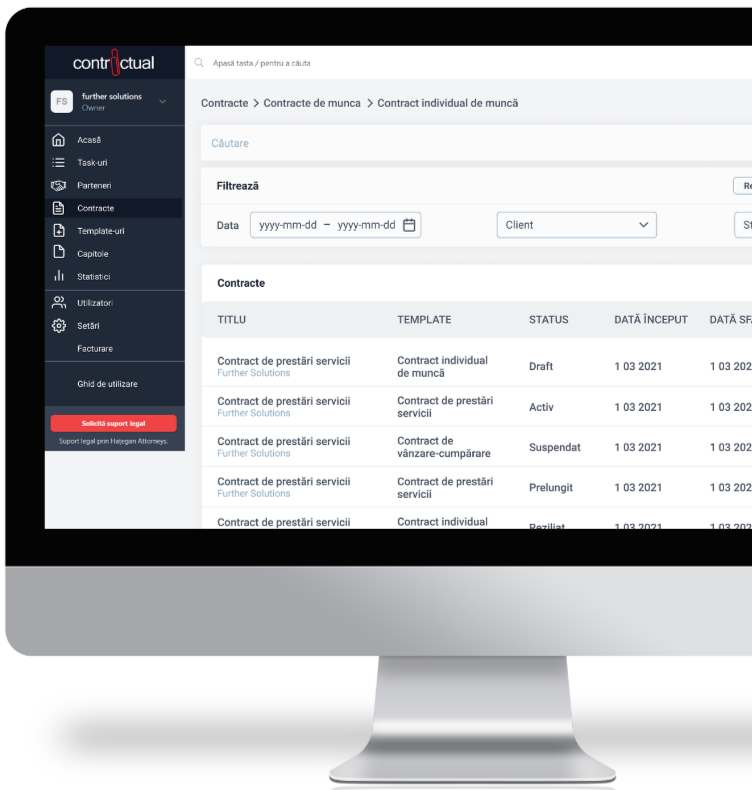 contractual
Apasă tasta / pentru a căuta
FS
further solutions
Owner
Contracte > Contracte de munca > Contract individual de muncă
Acasă
Task-uri
Parteneri
Contracte
Template-uri
Capitole
Statistici
Utilizatori
Setări
Facturare
Ghid de utilizare
Solicită suport legal
Suport legal prin Hațegan Attorneys.
Căutare
Filtrează
Re
Data yyyy-mm-dd – yyyy-mm-dd Client St
Contracte
TITLU TEMPLATE STATUS DATĂ ÎNCEPUT DATĂ SF
Contract de prestări servicii
Further Solutions
Contract individual
de muncă
Draft 1 03 2021 1 03 202
Contract de prestări servicii
Further Solutions
Contract de prestări
servicii
Activ 1 03 2021 1 03 202
Contract de prestări servicii
Further Solutions
Contract de
vânzare-cumpărare
Suspendat 1 03 2021 1 03 202
Contract de prestări servicii
Further Solutions
Contract de prestări
servicii
Prelungit 1 03 2021 1 03 202
Contract de prestări servicii
Contract individual
Reziliat 1 03 2021 1 03 202